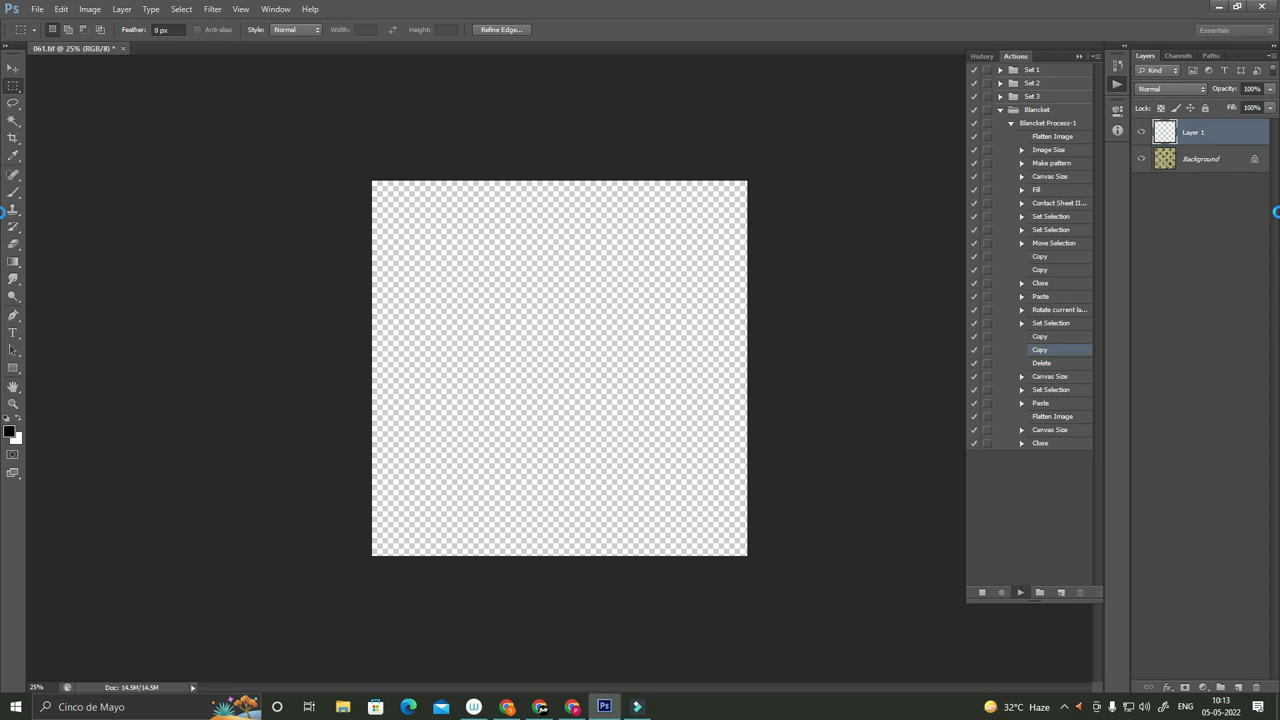 Ps File Edit Image Layer Type Select Filter View Window Help
Feather: 0 px Anti-alias Style: Normal Width: Height: Refine Edge... Essentials
061.tif @ 25% (RGB/8) * ×
History Actions
Set 1
Set 2
Set 3
Blancket
Blancket Process-1
Flatten Image
Image Size
Make pattern
Canvas Size
Fill
Contact Sheet II...
Set Selection
Set Selection
Move Selection
Copy
Copy
Close
Paste
Rotate current la...
Set Selection
Copy
Copy
Delete
Canvas Size
Set Selection
Paste
Flatten Image
Canvas Size
Close
Layers Channels Paths
Kind
Normal Opacity: 100%
Lock: Fill: 100%
Layer 1
Background
25% Doc: 14.5M/14.5M
Cinco de Mayo
Ps
32°C Haze
ENG
10:13
05-05-2022